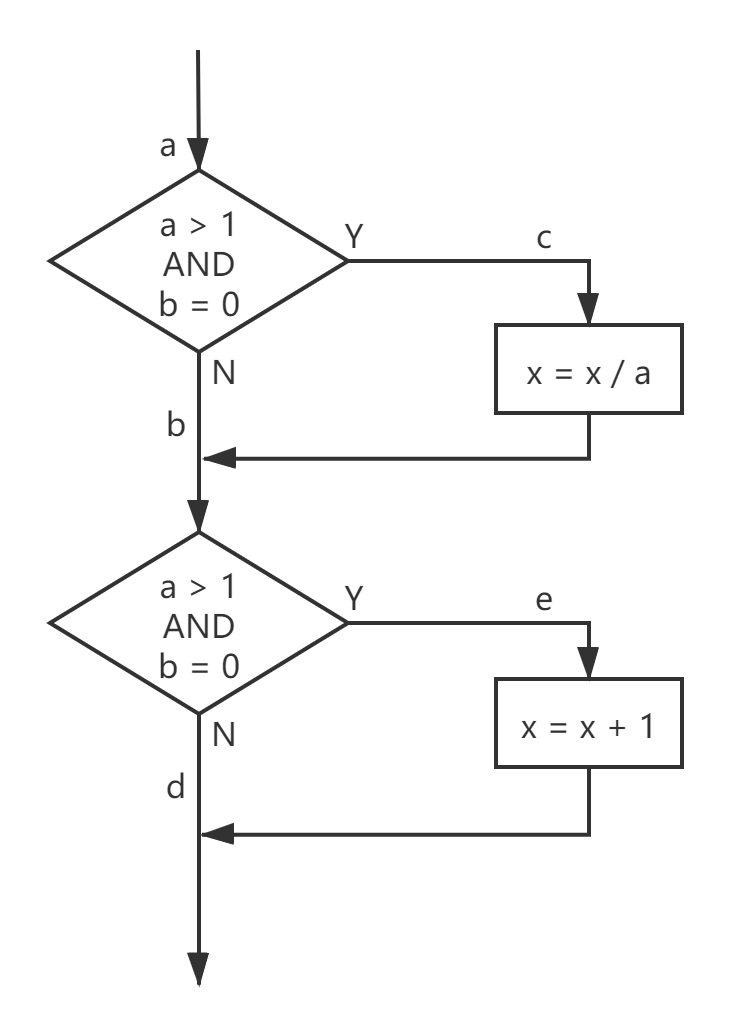 a
a > 1
AND
b = 0
Y
c
x = x / a
N
b
a > 1
AND
b = 0
Y
e
x = x + 1
N
d